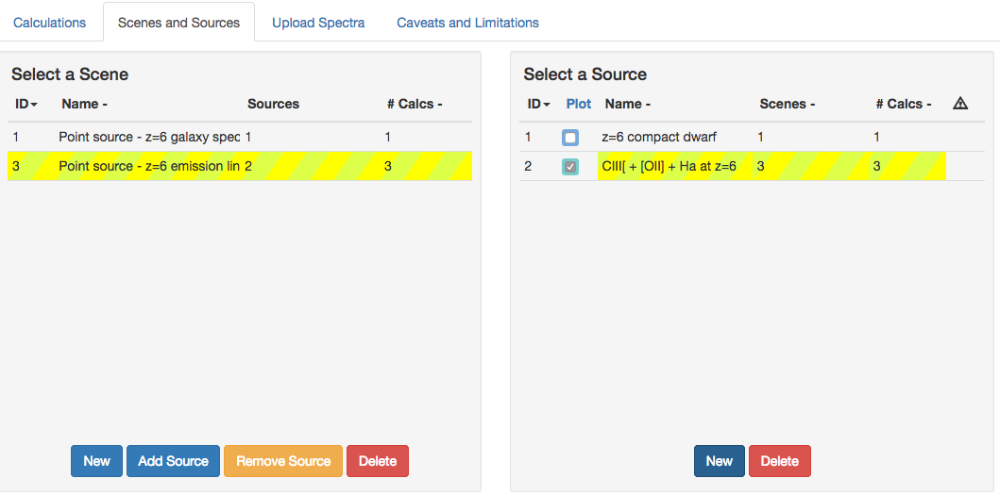 Calculations Scenes and Sources Upload Spectra Caveats and Limitations
Select a Scene
ID Name - Sources # Calcs -
1 Point source - z=6 galaxy spec 1 1
3 Point source - z=6 emission lin 2 3
New Add Source Remove Source Delete
Select a Source
ID Plot Name - Scenes - # Calcs -
1 z=6 compact dwarf 1 1
2 CIII[ + [OII] + Ha at z=6 3 3
New Delete